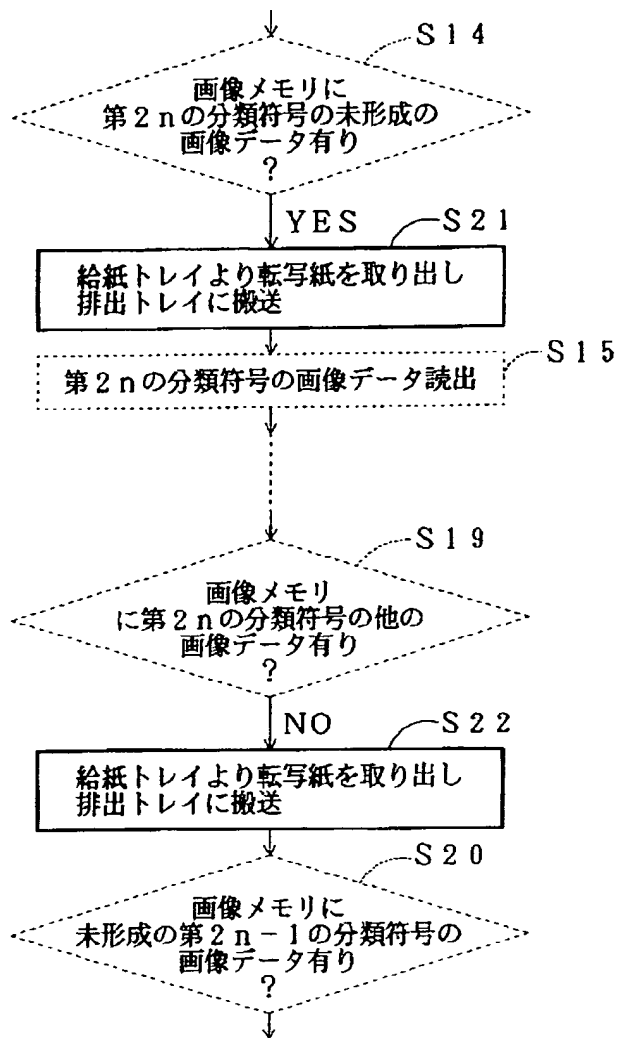 S14
画像メモリに
第2nの分類符号の未形成の
画像データ有り
?
YES
S21
給紙トレイより転写紙を取り出し
排出トレイに搬送
S15
第2nの分類符号の画像データ読出
S19
画像メモリ
に第2nの分類符号の他の
画像データ有り
?
NO
S22
給紙トレイより転写紙を取り出し
排出トレイに搬送
S20
画像メモリに
未形成の第2n-1の分類符号の
画像データ有り
?